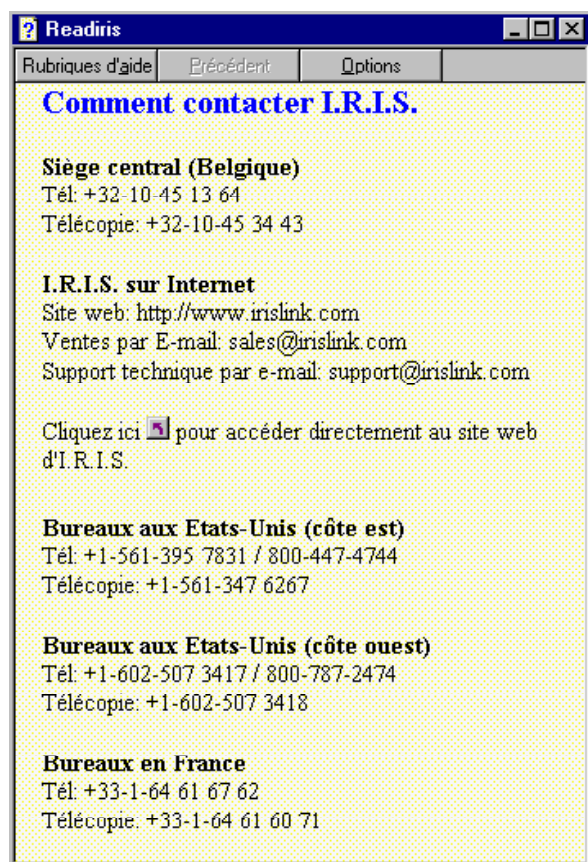 Readiris
Rubriques d'aide Précédent Options
Comment contacter I.R.I.S.
Siège central (Belgique)
Tél: +32-10-45 13 64
Télécopie: +32-10-45 34 43
I.R.I.S. sur Internet
Site web: http://www.irislink.com
Ventes par E-mail: sales@irislink.com
Support technique par e-mail: support@irislink.com
Cliquez ici pour accéder directement au site web
d'I.R.I.S.
Bureaux aux Etats-Unis (côte est)
Tél: +1-561-395 7831 / 800-447-4744
Télécopie: +1-561-347 6267
Bureaux aux Etats-Unis (côte ouest)
Tél: +1-602-507 3417 / 800-787-2474
Télécopie: +1-602-507 3418
Bureaux en France
Tél: +33-1-64 61 67 62
Télécopie: +33-1-64 61 60 71